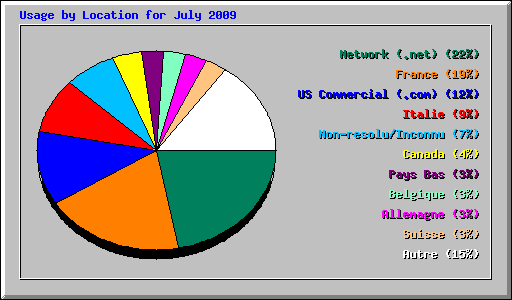 Usage by Location for July 2009
Network (.net) (22%)
France (19%)
US Commercial (.com) (12%)
Italie (9%)
Non-resolu/Inconnu (7%)
Canada (4%)
Pays Bas (3%)
Belgique (3%)
Allemagne (3%)
Suisse (3%)
Autre (15%)